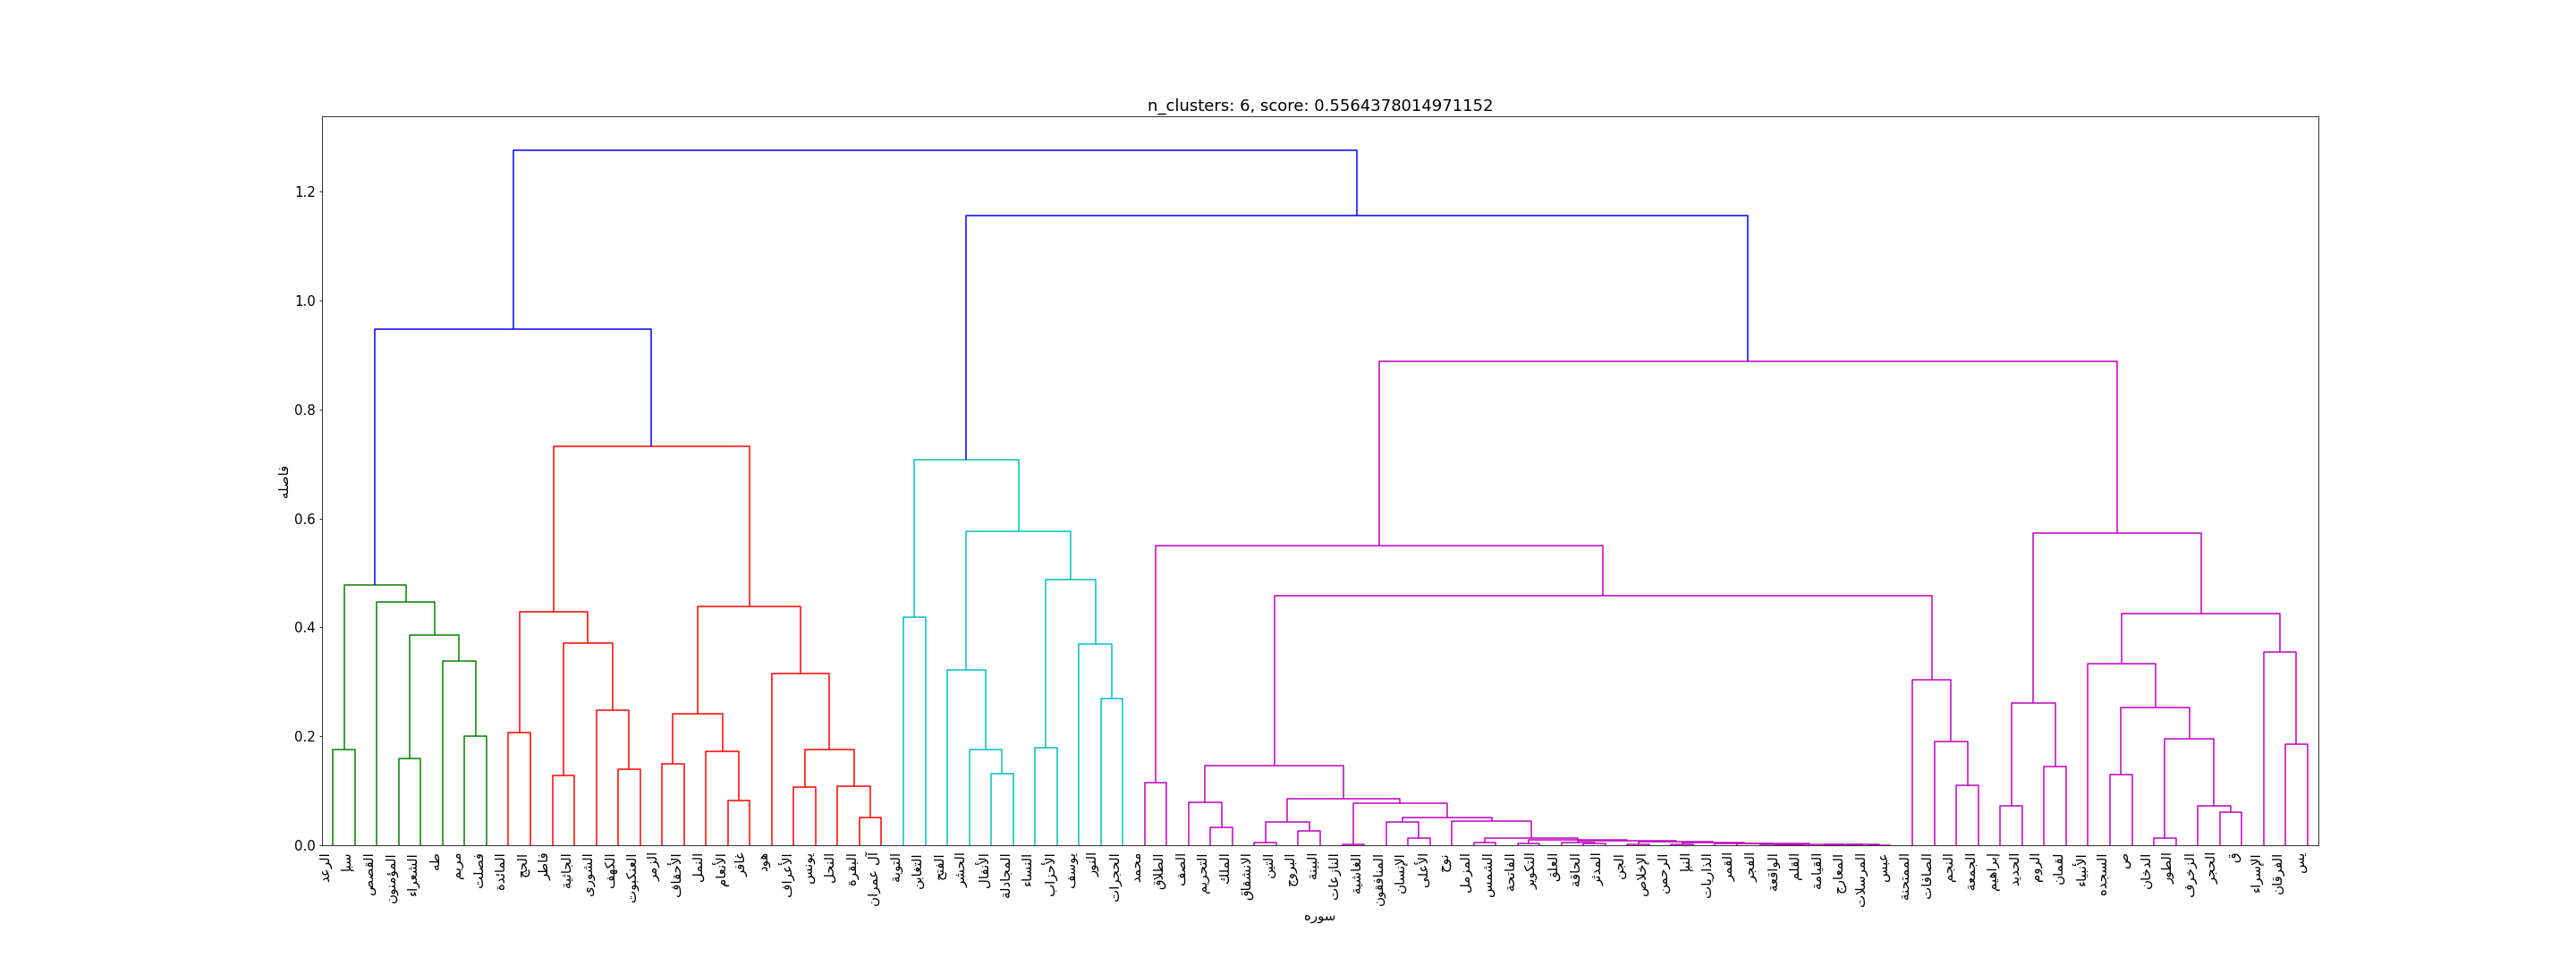 n_clusters: 6, score: 0.5564378014971152
1.2
1.0
0.8
0.6
0.4
0.2
0.0
فاصله
الرعد
سبإ
القصص
المؤمنون
الشعراء
طه
مريم
فصلت
المائدة
الحج
فاطر
الجاثية
الشورى
الكهف
العنكبوت
الزمر
الأحقاف
النمل
الأنعام
غافر
هود
الأعراف
يونس
النحل
البقرة
آل عمران
التوبة
التغابن
الفتح
الحشر
الأنفال
المجادلة
النساء
الأحزاب
يوسف
النور
الحجرات
محمد
الطلاق
الصف
التحريم
الملك
الانشقاق
التين
البروج
البينة
النازعات
الغاشية
المنافقون
الإنسان
الأعلى
نوح
المزمل
الشمس
الفاتحة
التكوير
العلق
الحاقة
المدثر
الجن
الإخلاص
الرحمن
النبإ
الذاريات
القمر
الفجر
الواقعة
القلم
القيامة
المعارج
المرسلات
عبس
الممتحنة
الصافات
النجم
الجمعة
إبراهيم
الحديد
الروم
لقمان
الأنبياء
السجده
ص
الدخان
الطور
الزخرف
الحجر
ق
الإسراء
الفرقان
يس
سوره